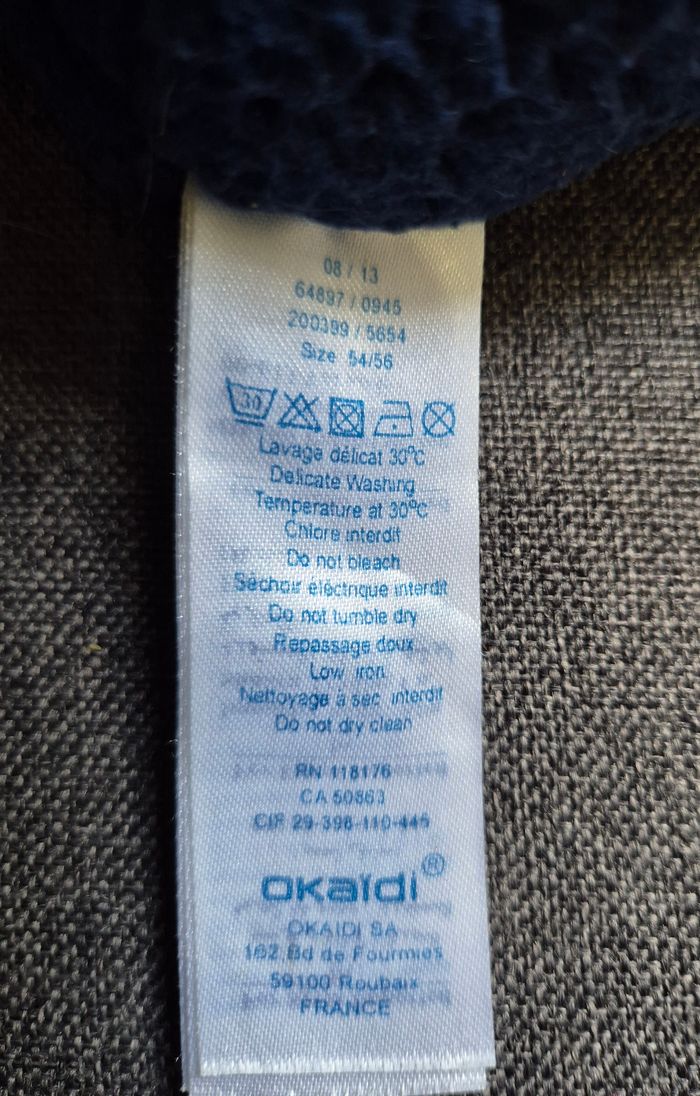 08 / 13
64897 / 0945
200399 / 5654
Size 54/56
30
Lavage délicat 30°C
Delicate Washing
Temperature at 30°C
Chlore interdit
Do not bleach
Séchoir éléctrique interdit
Do not tumble dry
Repassage doux
Low iron
Nettoyage à sec interdit
Do not dry clean
RN 118176
CA 50863
CIF 29-398-110-445
okaïdi®
OKAIDI SA
162 Bd de Fourmies
59100 Roubaix
FRANCE